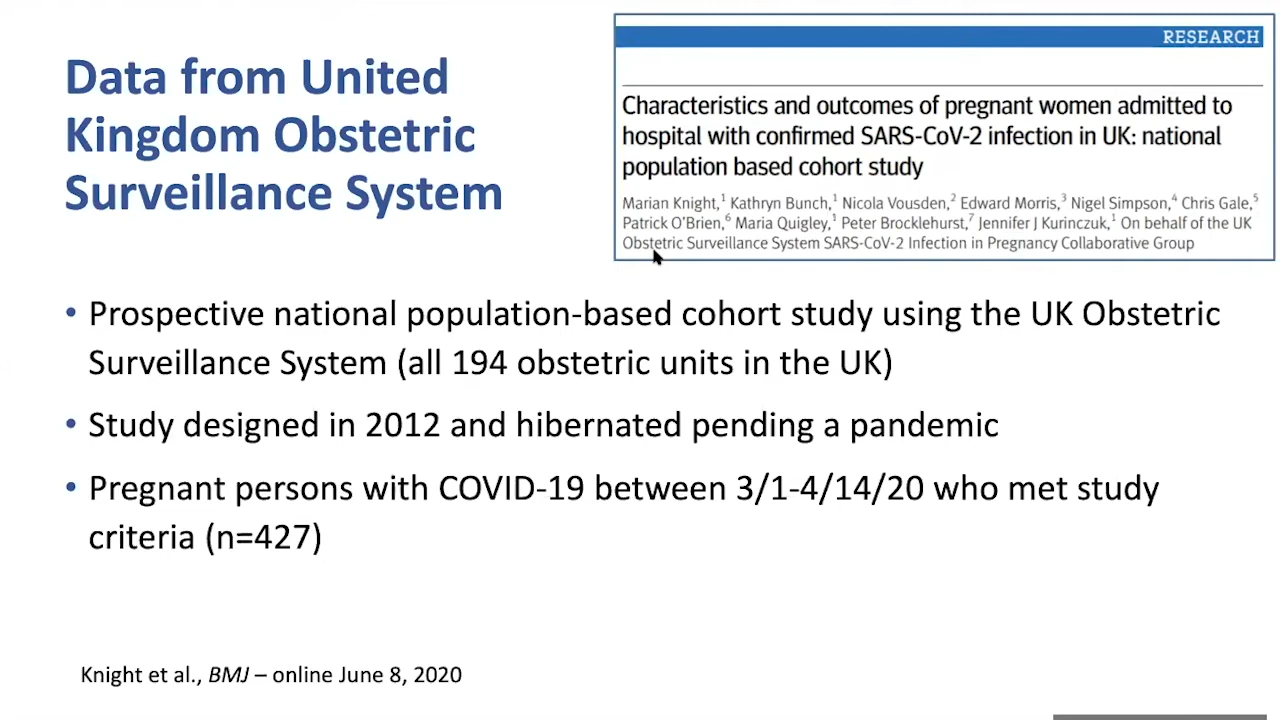 Data from United
Kingdom Obstetric
Surveillance System
RESEARCH
Characteristics and outcomes of pregnant women admitted to
hospital with confirmed SARS-CoV-2 infection in UK: national
population based cohort study
Marian Knight,¹ Kathryn Bunch,¹ Nicola Vousden,² Edward Morris,³ Nigel Simpson,⁴ Chris Gale,⁵
Patrick O'Brien,⁶ Maria Quigley,¹ Peter Brocklehurst,⁷ Jennifer J Kurinczuk,¹ On behalf of the UK
Obstetric Surveillance System SARS-CoV-2 Infection in Pregnancy Collaborative Group
• Prospective national population-based cohort study using the UK Obstetric
Surveillance System (all 194 obstetric units in the UK)
• Study designed in 2012 and hibernated pending a pandemic
• Pregnant persons with COVID-19 between 3/1-4/14/20 who met study
criteria (n=427)
Knight et al., BMJ – online June 8, 2020